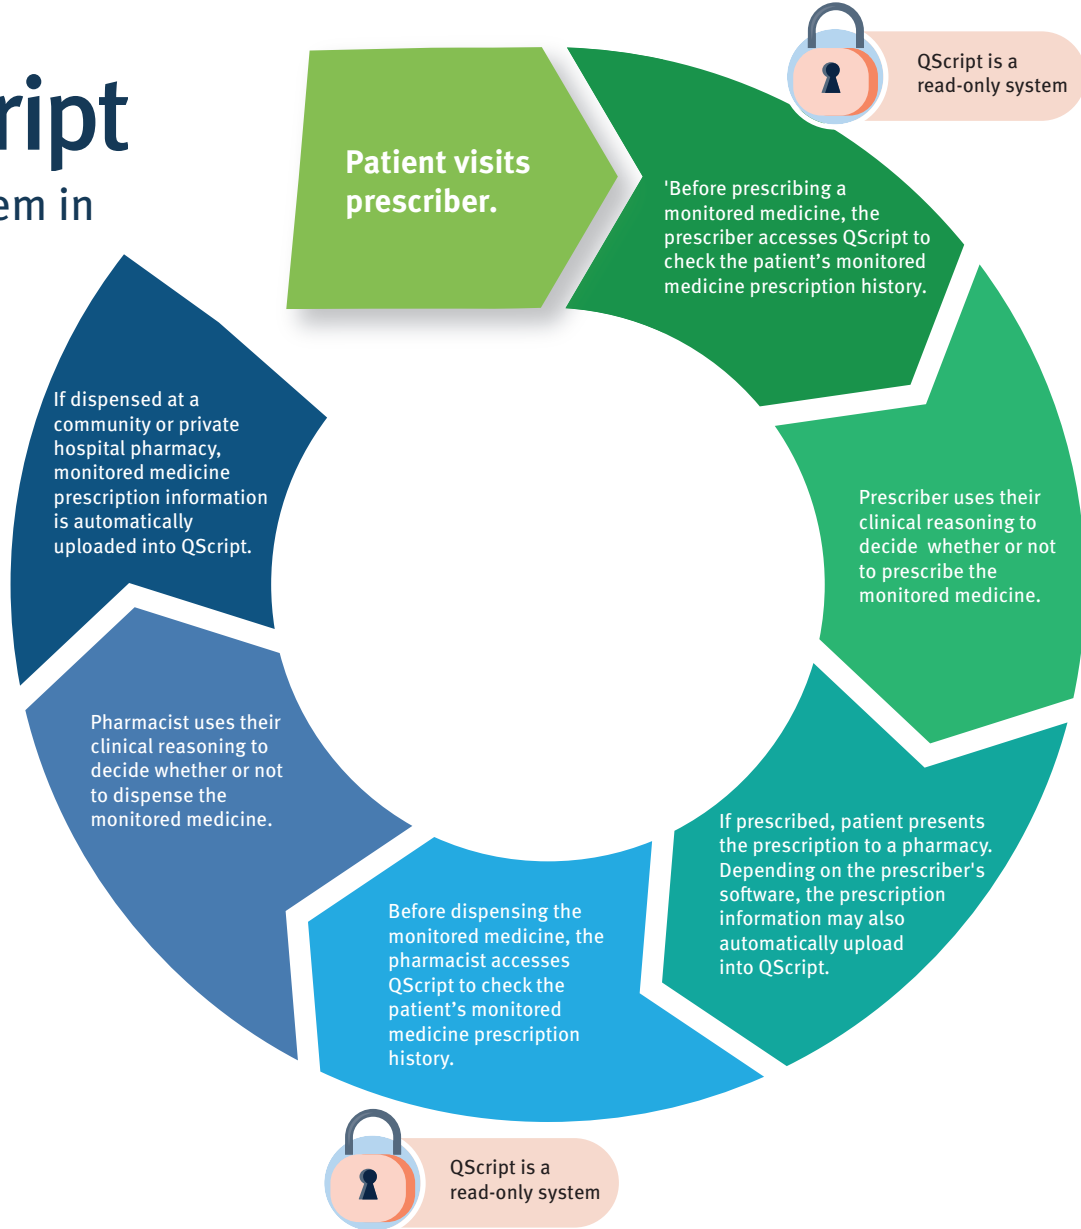 ript
em in
QScript is a
read-only system
Patient visits
prescriber.
'Before prescribing a
monitored medicine, the
prescriber accesses QScript to
check the patient’s monitored
medicine prescription history.
Prescriber uses their
clinical reasoning to
decide whether or not
to prescribe the
monitored medicine.
If prescribed, patient presents
the prescription to a pharmacy.
Depending on the prescriber's
software, the prescription
information may also
automatically upload
into QScript.
Before dispensing the
monitored medicine, the
pharmacist accesses
QScript to check the
patient’s monitored
medicine prescription
history.
QScript is a
read-only system
Pharmacist uses their
clinical reasoning to
decide whether or not
to dispense the
monitored medicine.
If dispensed at a
community or private
hospital pharmacy,
monitored medicine
prescription information
is automatically
uploaded into QScript.